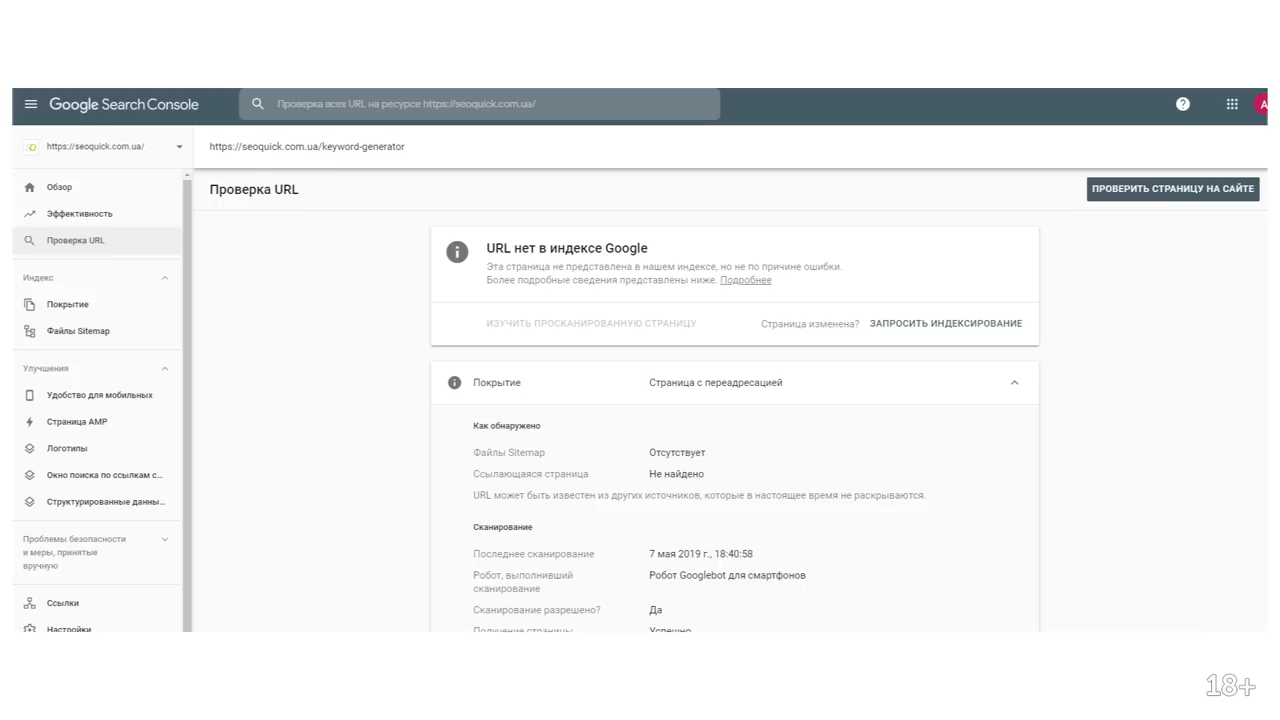 Google Search Console
Проверка всех URL на ресурсе https://seoquick.com.ua/
A
https://seoquick.com.ua/
https://seoquick.com.ua/keyword-generator
Обзор
Эффективность
Проверка URL
Индекс
Покрытие
Файлы Sitemap
Улучшения
Удобство для мобильных
Страница AMP
Логотипы
Окно поиска по ссылкам с...
Структурированные данны...
Проблемы безопасности
и меры, принятые
вручную
Ссылки
Настройки
Проверка URL
ПРОВЕРИТЬ СТРАНИЦУ НА САЙТЕ
URL нет в индексе Google
Эта страница не представлена в нашем индексе, но не по причине ошибки.
Более подробные сведения представлены ниже. Подробнее
ИЗУЧИТЬ ПРОСКАНИРОВАННУЮ СТРАНИЦУ
Страница изменена? ЗАПРОСИТЬ ИНДЕКСИРОВАНИЕ
Покрытие Страница с переадресацией
Как обнаружено
Файлы Sitemap Отсутствует
Ссылающаяся страница Не найдено
URL может быть известен из других источников, которые в настоящее время не раскрываются.
Сканирование
Последнее сканирование 7 мая 2019 г., 18:40:58
Робот, выполнивший Робот Googlebot для смартфонов
сканирование
Сканирование разрешено? Да
Получение страницы Успешно
18+